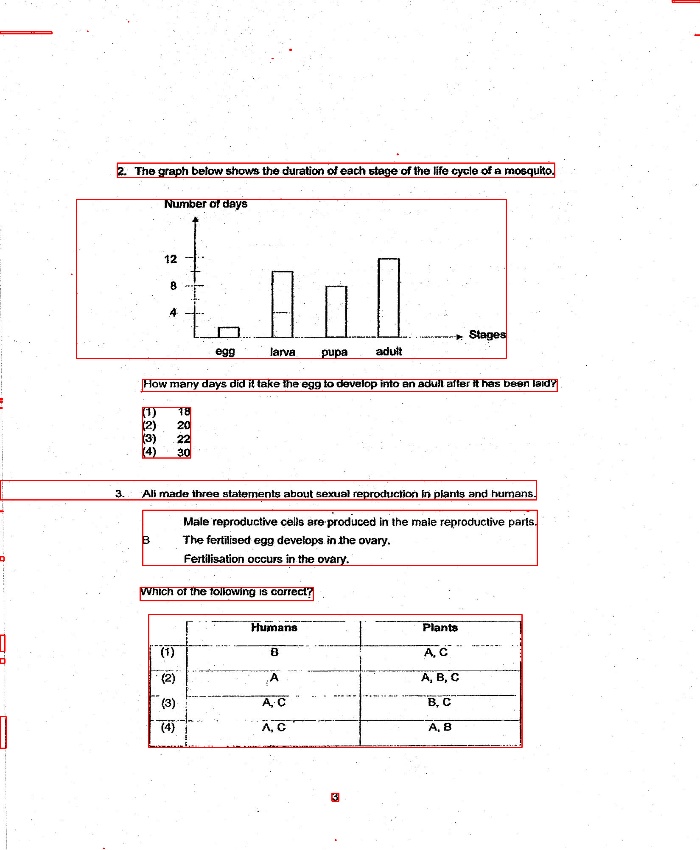 2. The graph below shows the duration of each stage of the life cycle of a mosquito.
Number of days
12
8
4
Stages
egg larva pupa adult
How many days did it take the egg to develop into an adult after it has been laid?
(1) 18
(2) 20
(3) 22
(4) 30
3. Ali made three statements about sexual reproduction in plants and humans.
Male reproductive cells are produced in the male reproductive parts.
B The fertilised egg develops in the ovary.
Fertilisation occurs in the ovary.
Which of the following is correct?
Humans Plants
(1) B A, C
(2) A A, B, C
(3) A, C B, C
(4) A, C A, B
3